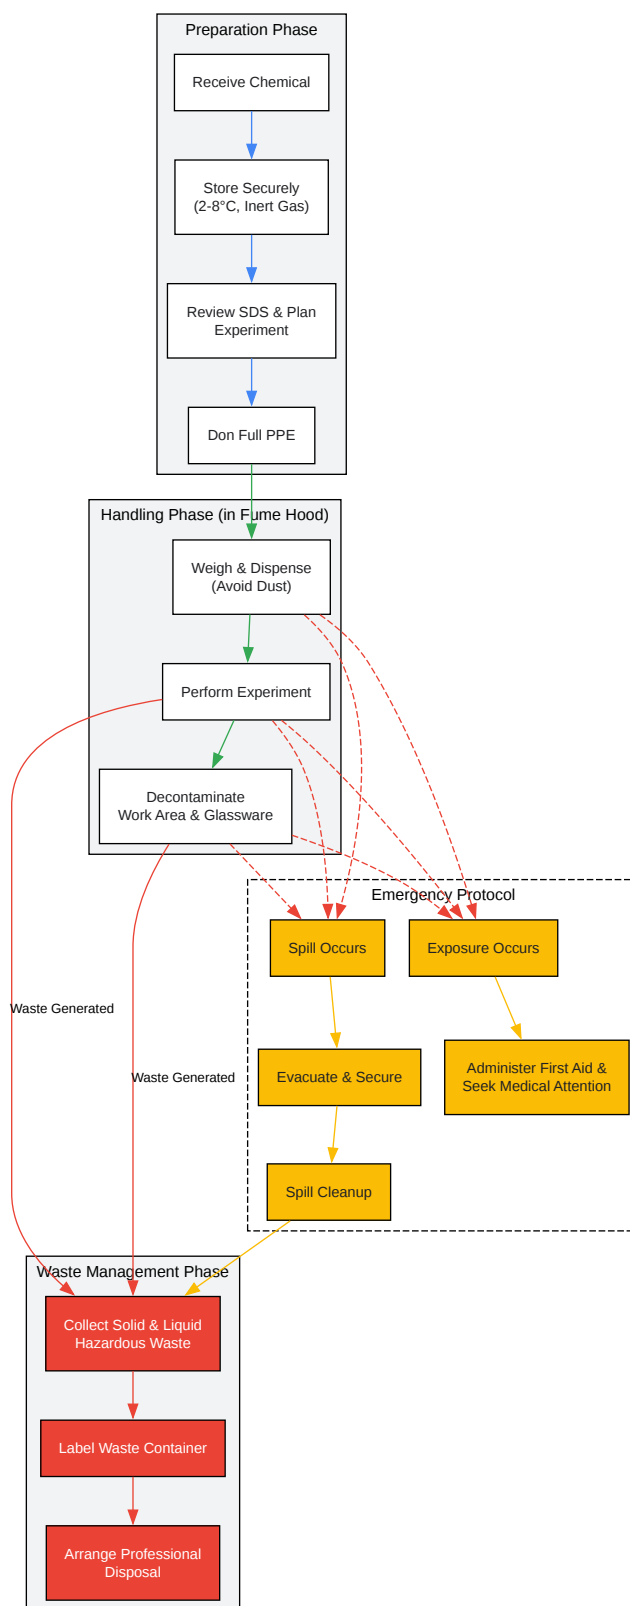 Preparation Phase
Receive Chemical
Store Securely
(2-8°C, Inert Gas)
Review SDS & Plan
Experiment
Don Full PPE
Handling Phase (in Fume Hood)
Weigh & Dispense
(Avoid Dust)
Perform Experiment
Decontaminate
Work Area & Glassware
Emergency Protocol
Spill Occurs
Exposure Occurs
Waste Generated
Waste Generated
Evacuate & Secure
Administer First Aid &
Seek Medical Attention
Spill Cleanup
Waste Management Phase
Collect Solid & Liquid
Hazardous Waste
Label Waste Container
Arrange Professional
Disposal